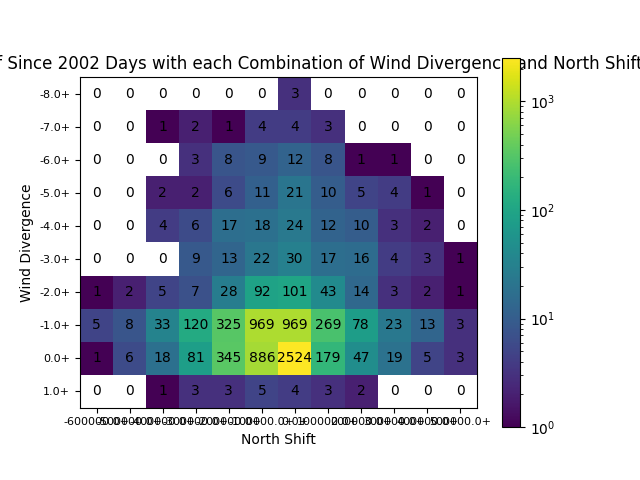 f Since 2002 Days with each Combination of Wind Divergence and North Shift
-8.0+ 0 0 0 0 0 0 3 0 0 0 0 0
-7.0+ 0 0 1 2 1 4 4 3 0 0 0 0
-6.0+ 0 0 0 3 8 9 12 8 1 1 0 0
-5.0+ 0 0 2 2 6 11 21 10 5 4 1 0
-4.0+ 0 0 4 6 17 18 24 12 10 3 2 0
-3.0+ 0 0 0 9 13 22 30 17 16 4 3 1
-2.0+ 1 2 5 7 28 92 101 43 14 3 2 1
-1.0+ 5 8 33 120 325 969 969 269 78 23 13 3
0.0+ 1 6 18 81 345 886 2524 179 47 19 5 3
1.0+ 0 0 1 3 3 5 4 3 2 0 0 0
Wind Divergence
North Shift
10³
10²
10¹
10⁰